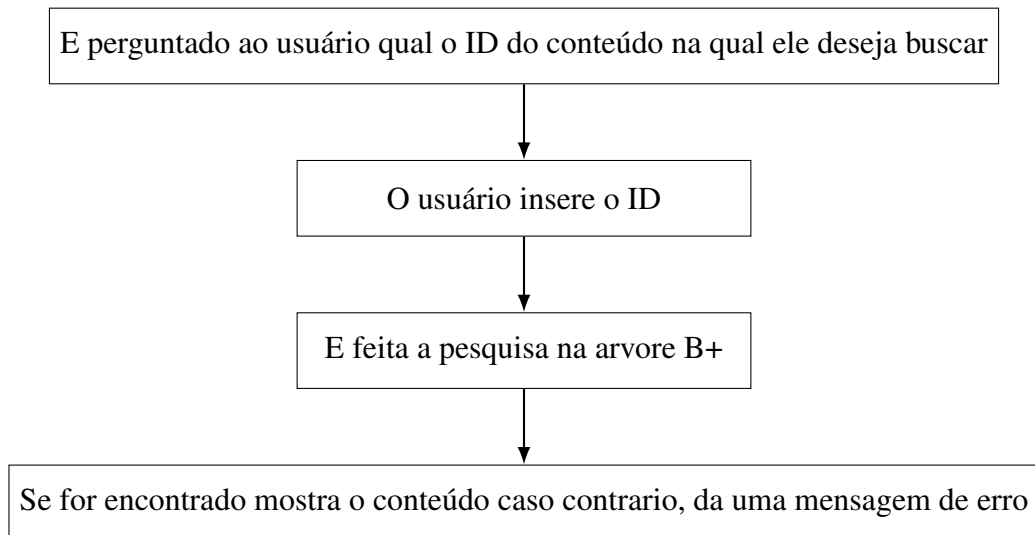 E perguntado ao usuário qual o ID do conteúdo na qual ele deseja buscar
O usuário insere o ID
E feita a pesquisa na arvore B+
Se for encontrado mostra o conteúdo caso contrario, da uma mensagem de erro